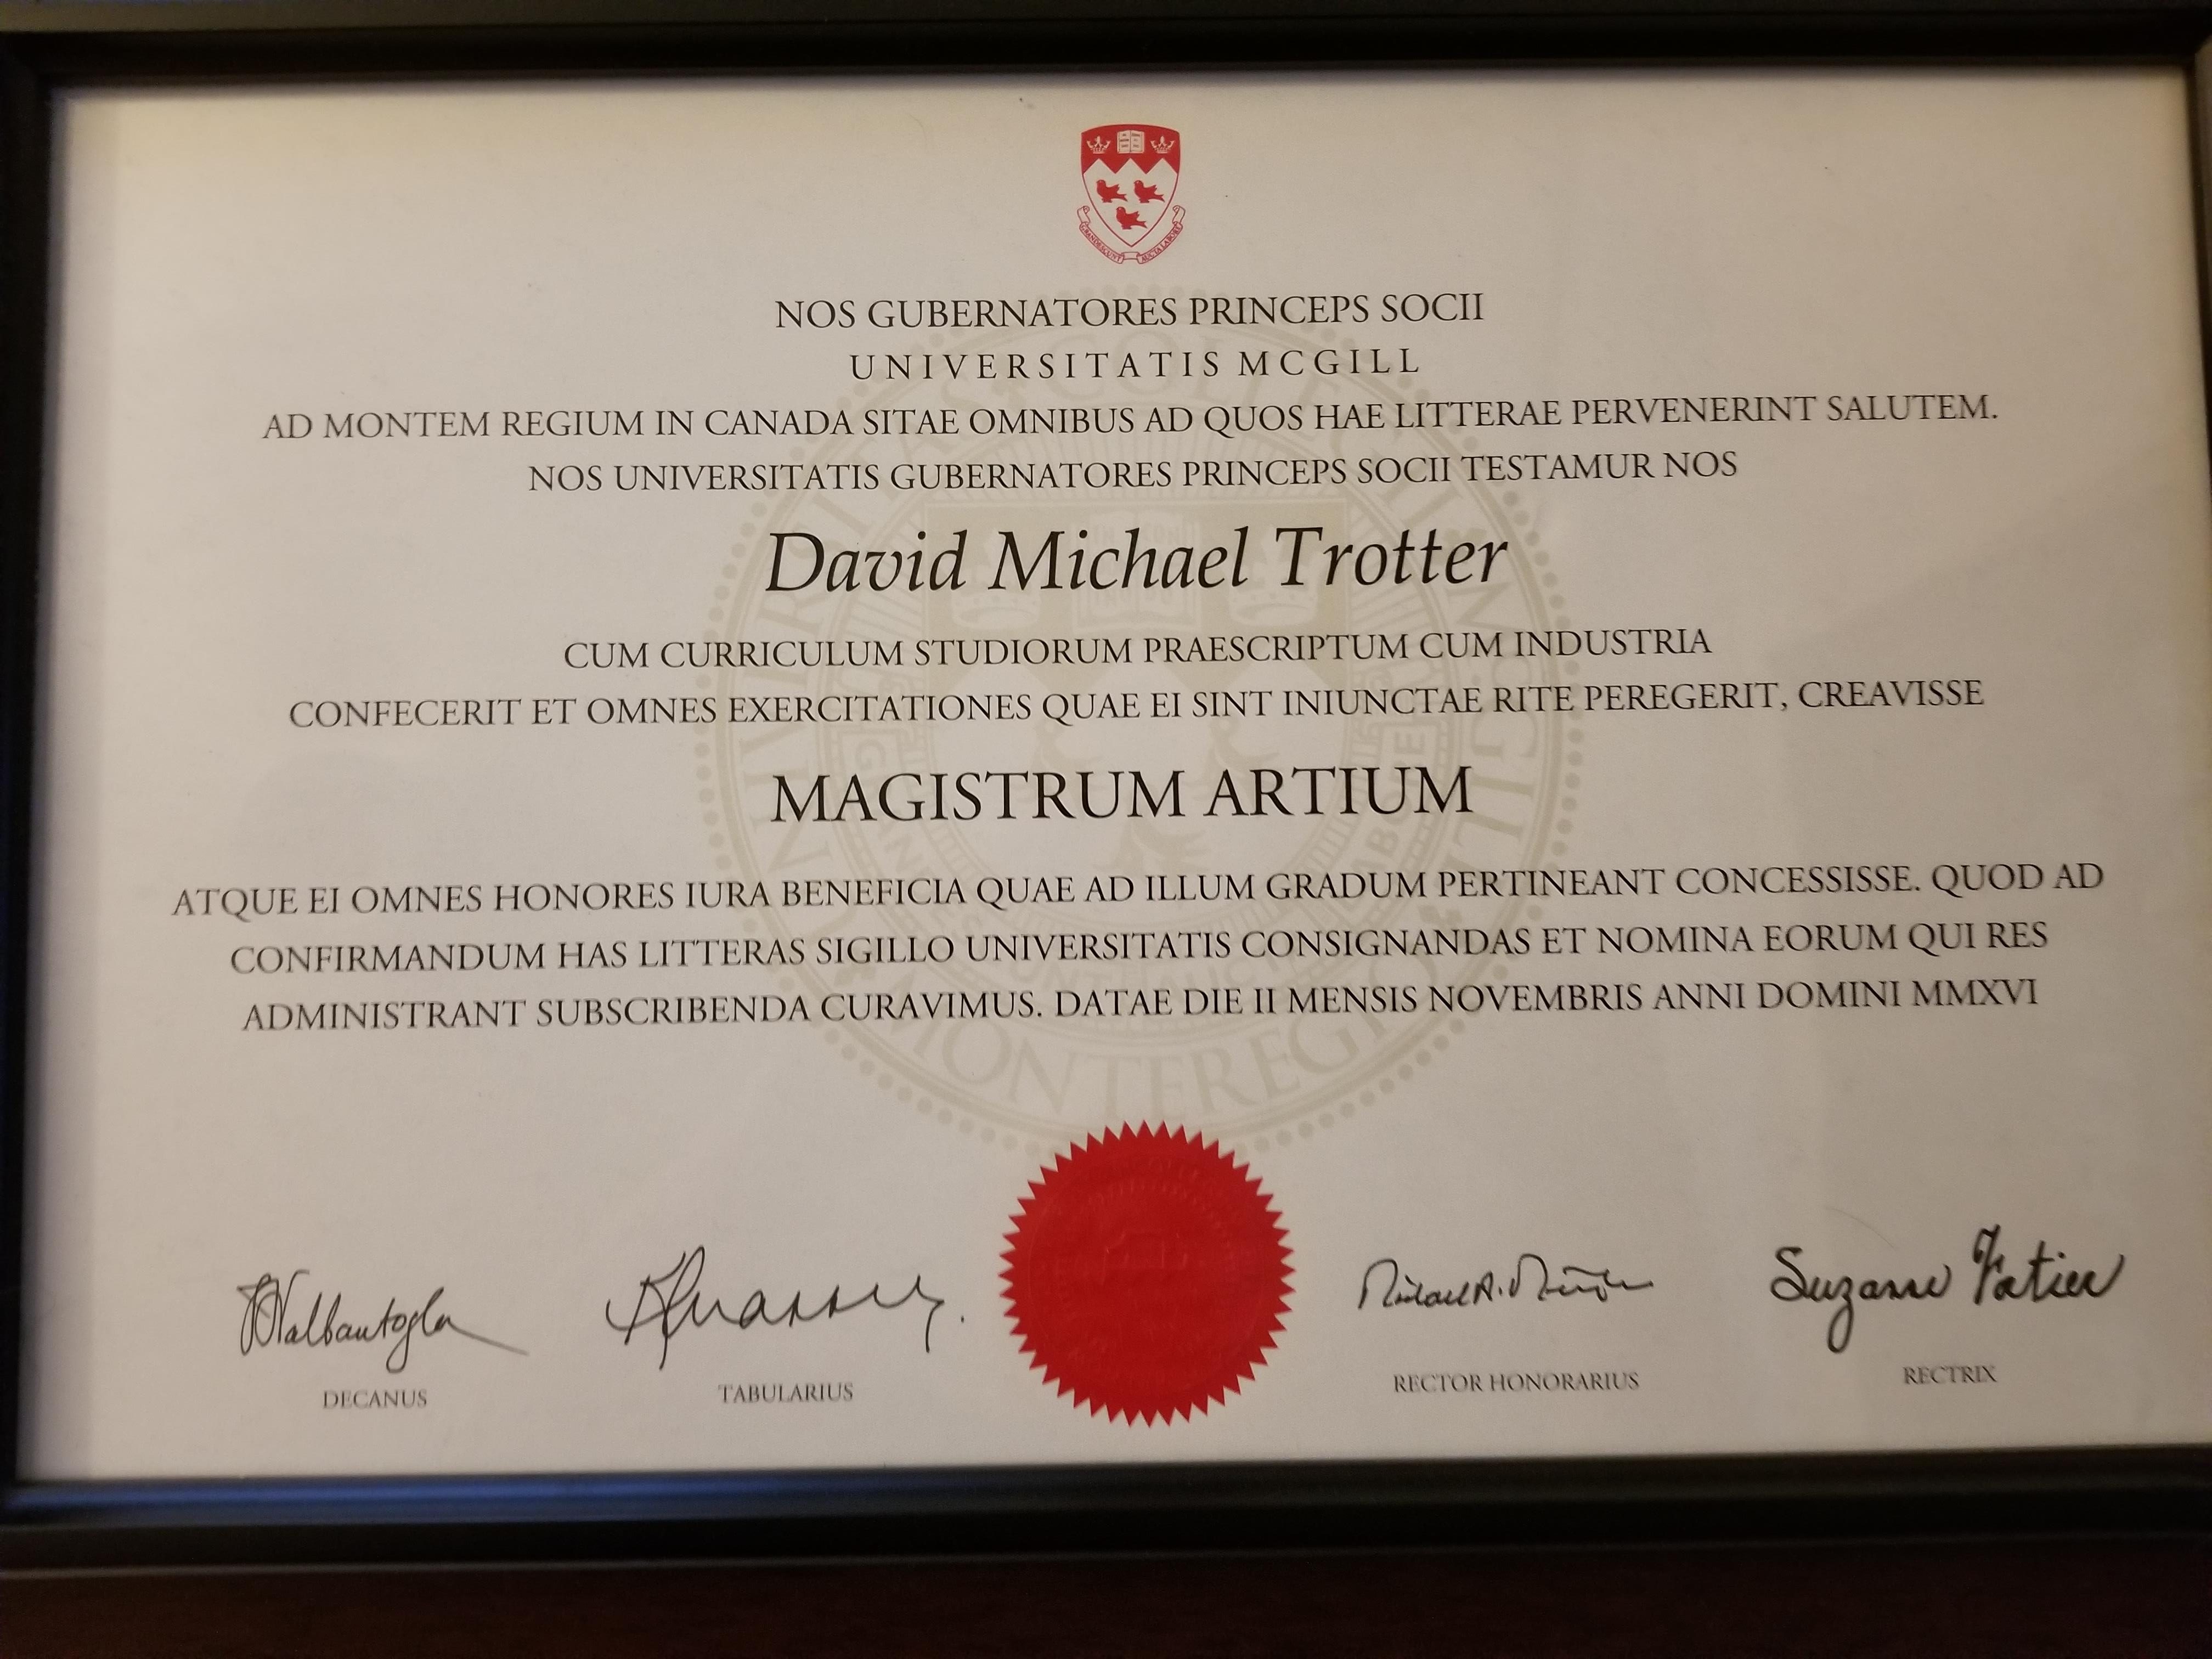 GRANDESCUNT AUCTA LABORE
NOS GUBERNATORES PRINCEPS SOCII
UNIVERSITATIS MCGILL
AD MONTEM REGIUM IN CANADA SITAE OMNIBUS AD QUOS HAE LITTERAE PERVENERINT SALUTEM.
NOS UNIVERSITATIS GUBERNATORES PRINCEPS SOCII TESTAMUR NOS
David Michael Trotter
CUM CURRICULUM STUDIORUM PRAESCRIPTUM CUM INDUSTRIA
CONFECERIT ET OMNES EXERCITATIONES QUAE EI SINT INIUNCTAE RITE PEREGERIT, CREAVISSE
MAGISTRUM ARTIUM
ATQUE EI OMNES HONORES IURA BENEFICIA QUAE AD ILLUM GRADUM PERTINEANT CONCESSISSE. QUOD AD
CONFIRMANDUM HAS LITTERAS SIGILLO UNIVERSITATIS CONSIGNANDAS ET NOMINA EORUM QUI RES
ADMINISTRANT SUBSCRIBENDA CURAVIMUS. DATAE DIE II MENSIS NOVEMBRIS ANNI DOMINI MMXVI
MONTEREGIO
Suzanne Fortier
DECANUS
TABULARIUS
RECTOR HONORARIUS
RECTRIX